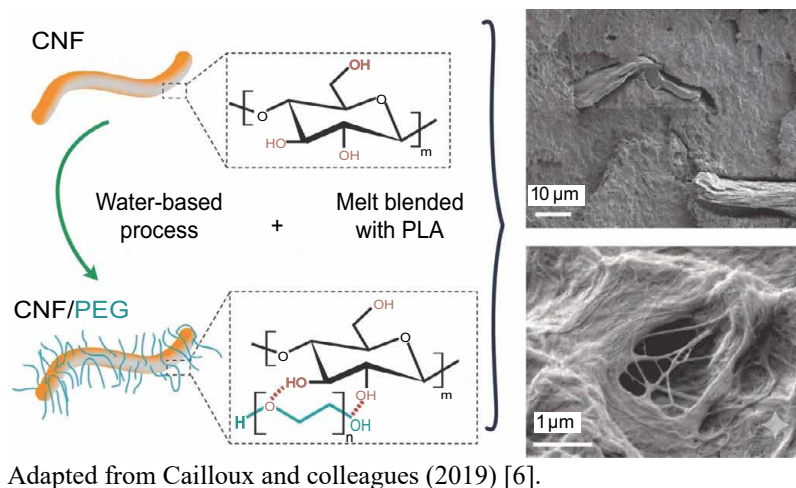 CNF
OH
O
O
HO
OH
m
Water-based
process
+
Melt blended
with PLA
CNF/PEG
OH
O
O
HO
OH
m
H
O
OH
n
10 µm
1 µm
Adapted from Cailloux and colleagues (2019) [6].